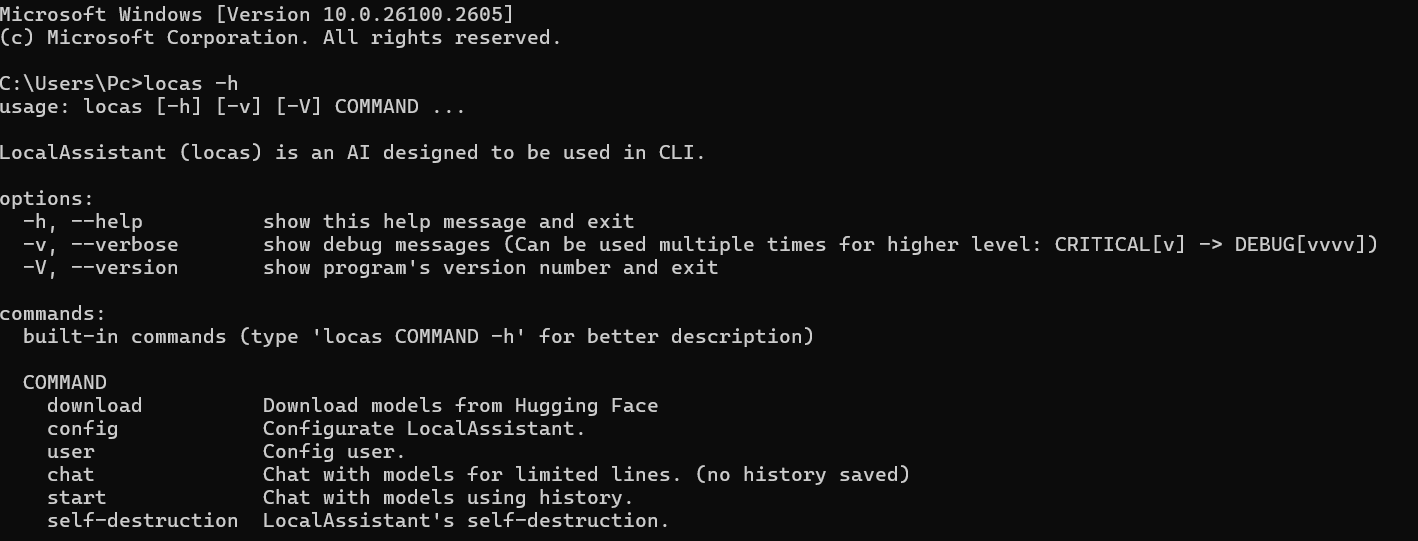 Microsoft Windows [Version 10.0.26100.2605]
(c) Microsoft Corporation. All rights reserved.
C:\Users\Pc>locas -h
usage: locas [-h] [-v] [-V] COMMAND ...
LocalAssistant (locas) is an AI designed to be used in CLI.
options:
-h, --help show this help message and exit
-v, --verbose show debug messages (Can be used multiple times for higher level: CRITICAL[v] -> DEBUG[vvvv])
-V, --version show program's version number and exit
commands:
built-in commands (type 'locas COMMAND -h' for better description)
COMMAND
download Download models from Hugging Face
config Configurate LocalAssistant.
user Config user.
chat Chat with models for limited lines. (no history saved)
start Chat with models using history.
self-destruction LocalAssistant's self-destruction.